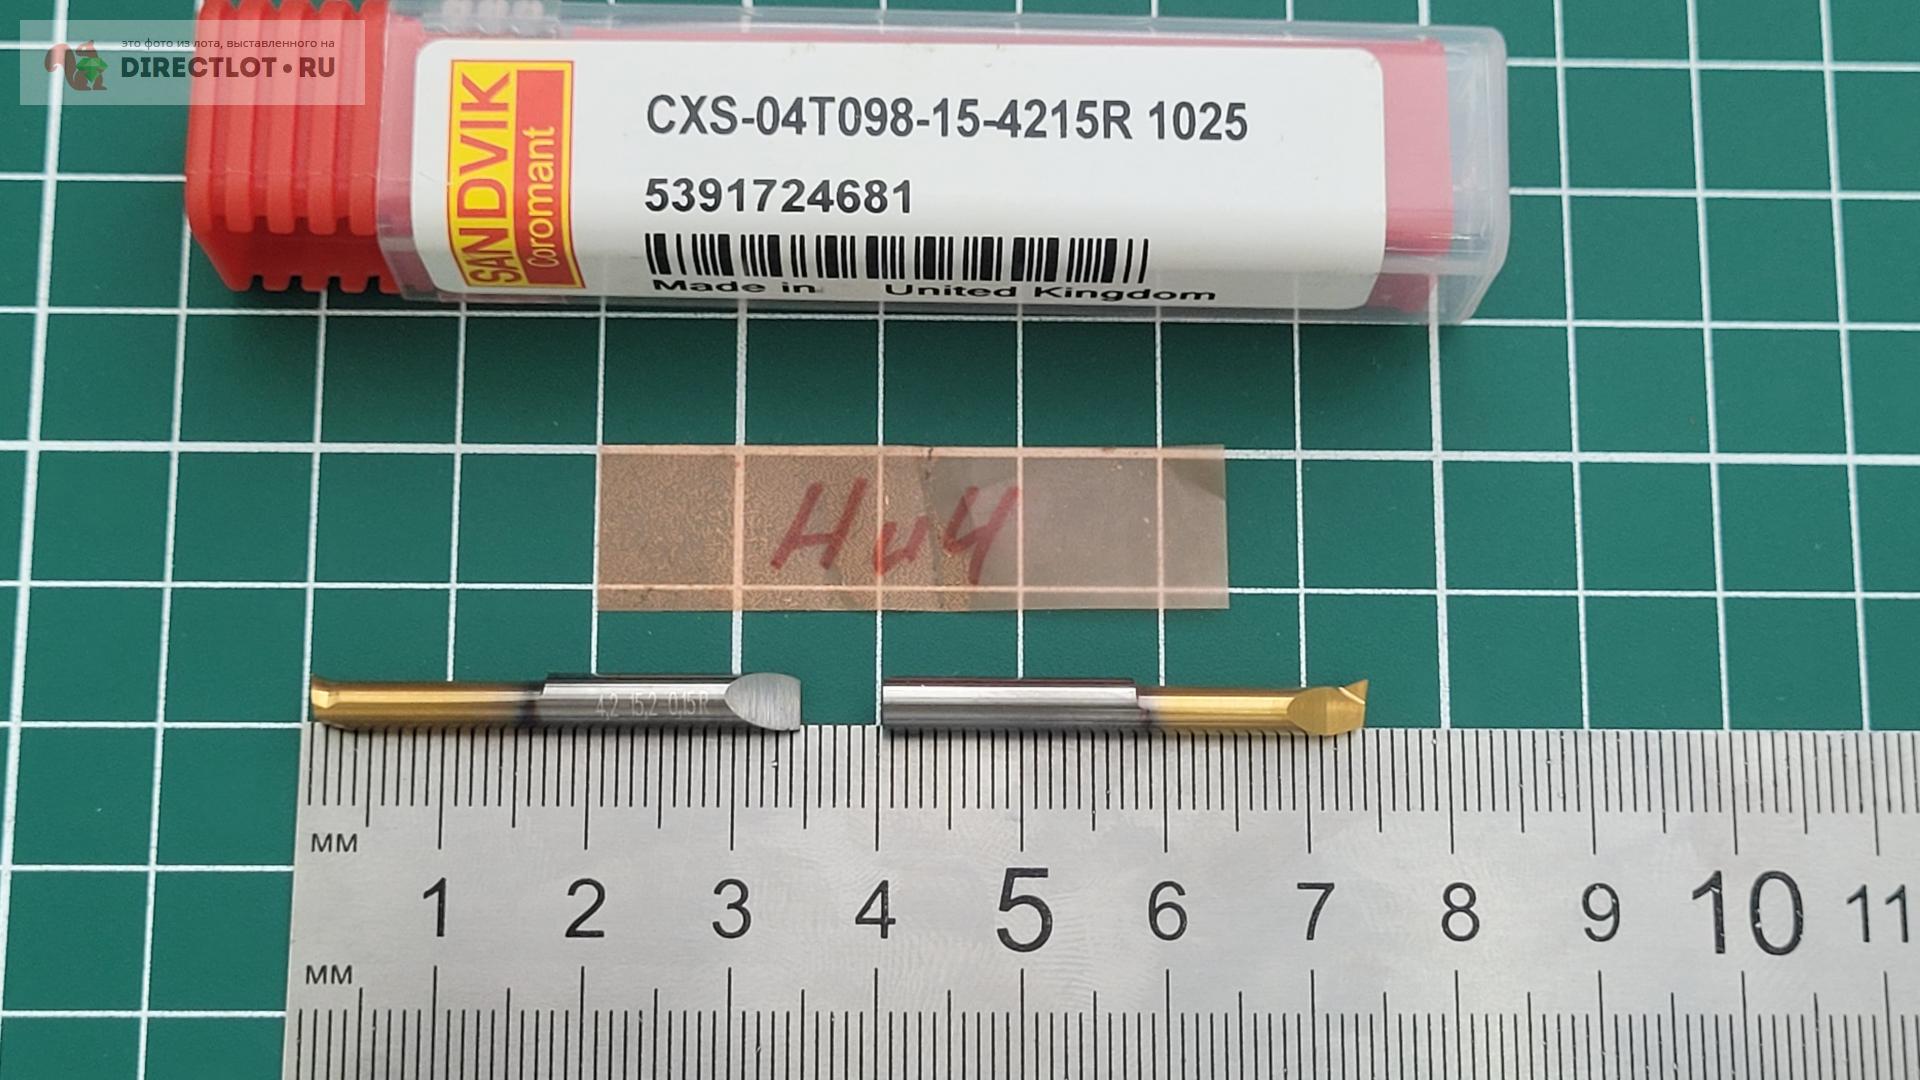 это фото из лота, выставленного на
DIRECTLOT•RU
SANDVIK
Coromant
CXS-04T098-15-4215R 1025
5391724681
Made in United Kingdom
Ни4
4,2 15,2 0,15R
мм
1 2 3 4 5 6 7 8 9 10 11
мм